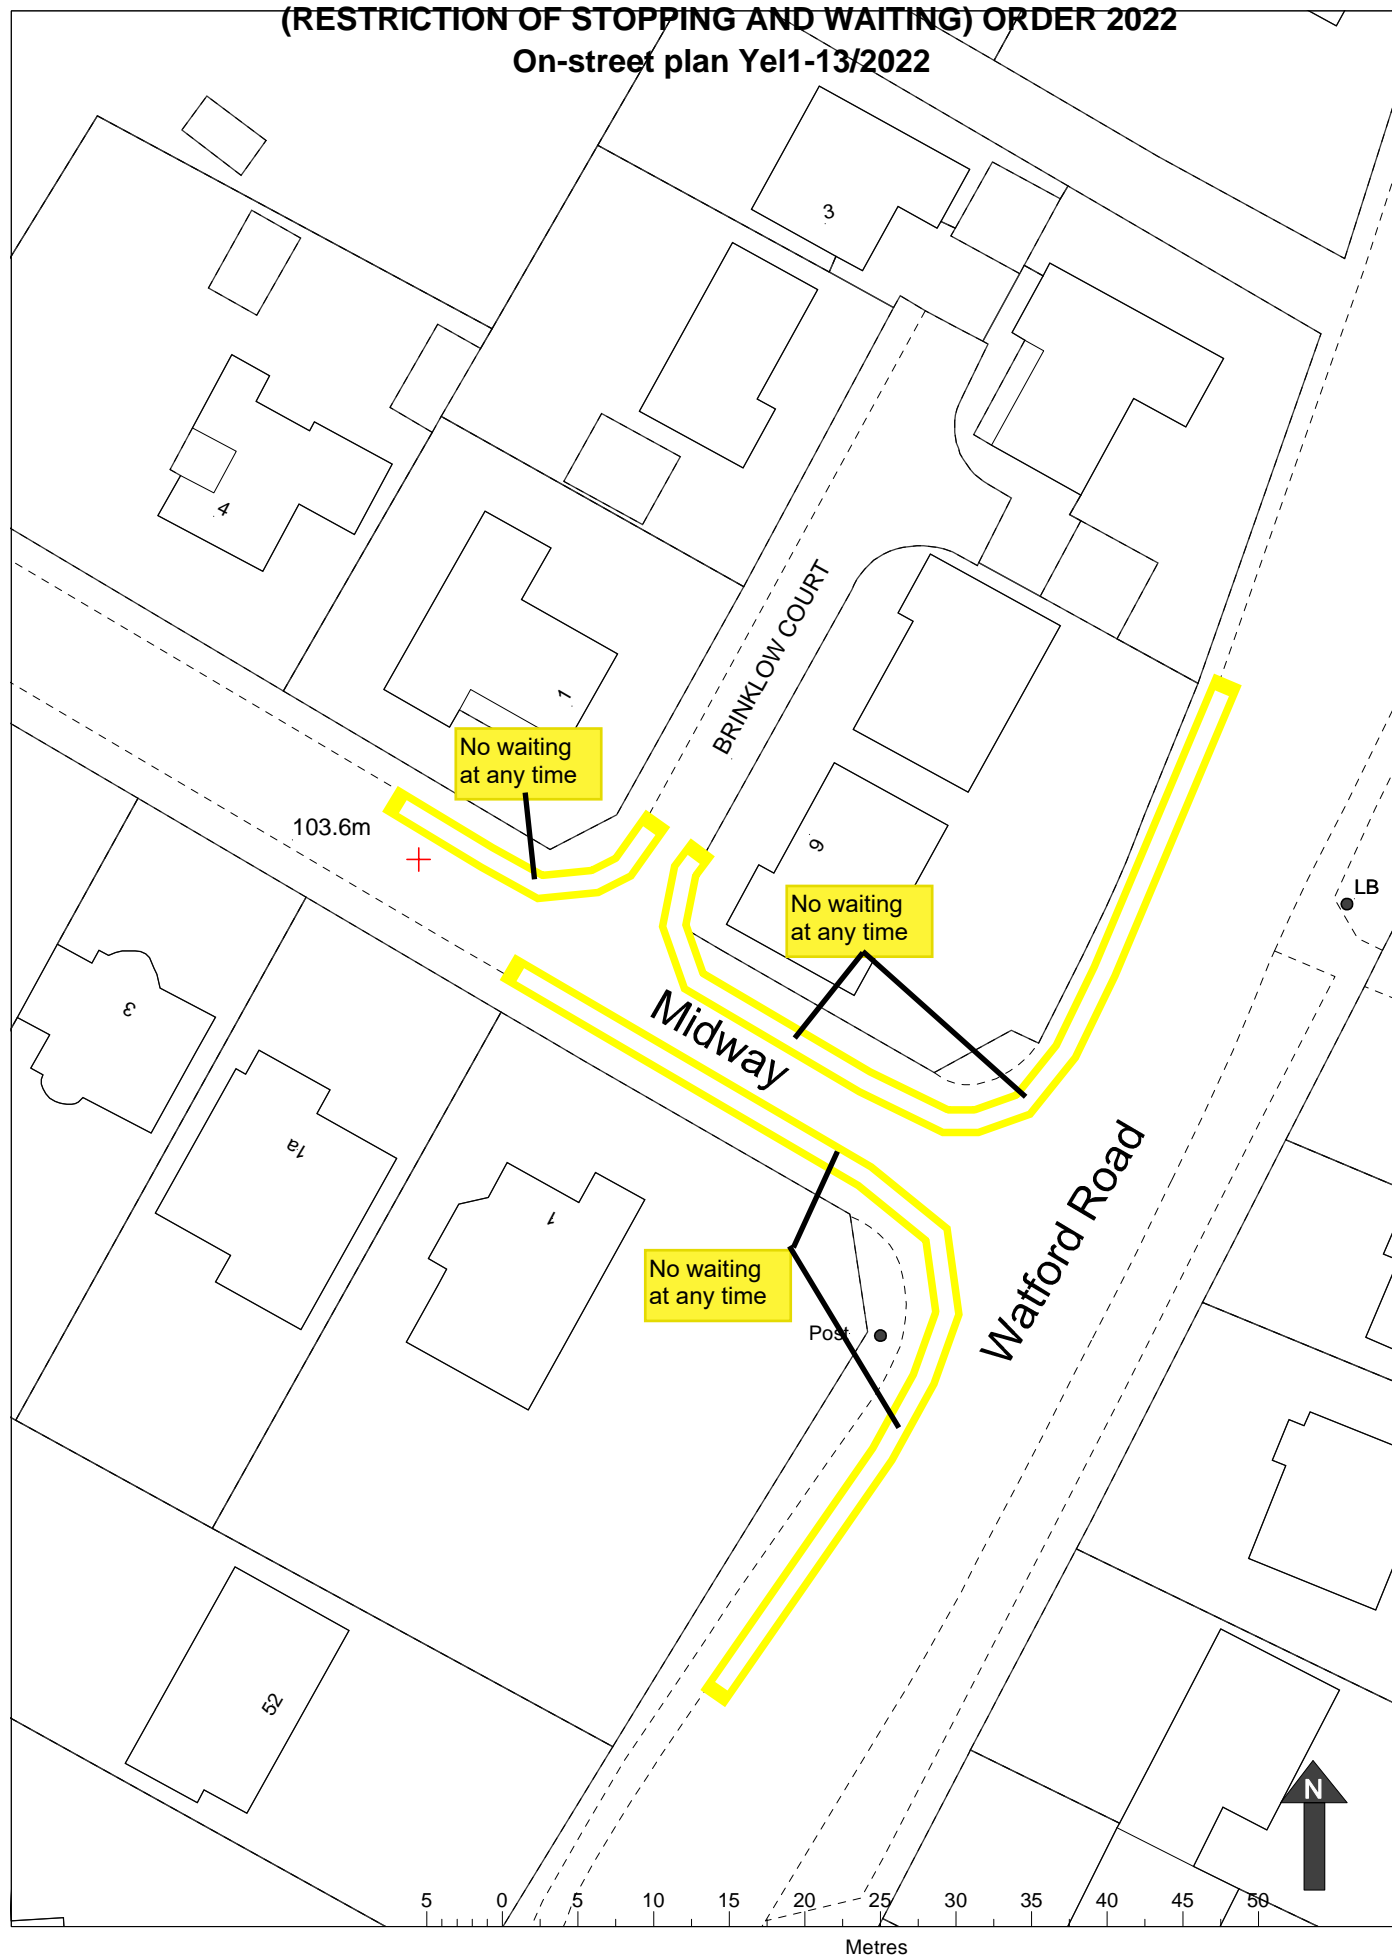 (RESTRICTION OF STOPPING AND WAITING) ORDER 2022
On-street plan Yel1-13/2022
3
4
BRINKLOW COURT
1
No waiting
at any time
103.6m
9
LB
No waiting
at any time
3
Midway
1a
Watford Road
1
No waiting
at any time
Post
52
N
5 0 5 10 15 20 25 30 35 40 45 50
Metres